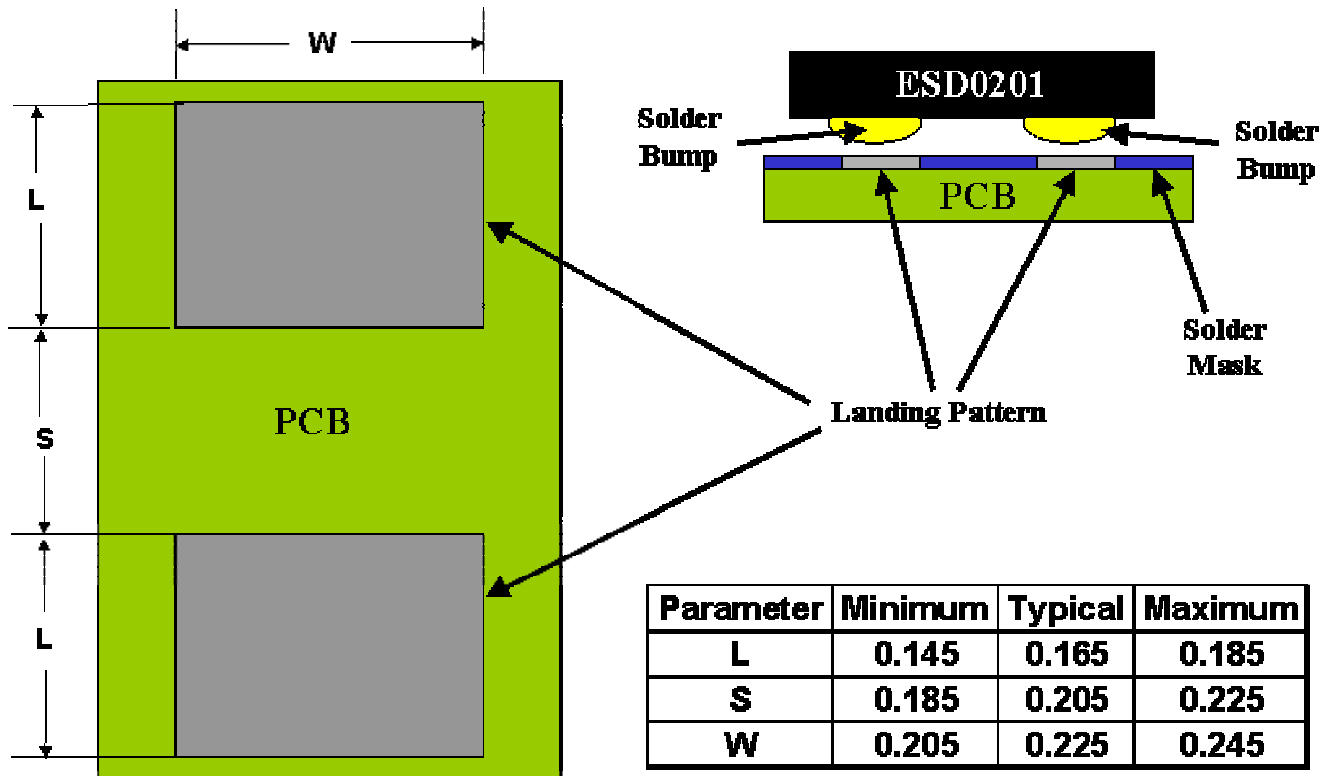 W
L
S
L
PCB
ESD0201
Solder
Bump
Solder
Bump
PCB
Solder
Mask
Landing Pattern
Parameter Minimum Typical Maximum
L 0.145 0.165 0.185
S 0.185 0.205 0.225
W 0.205 0.225 0.245